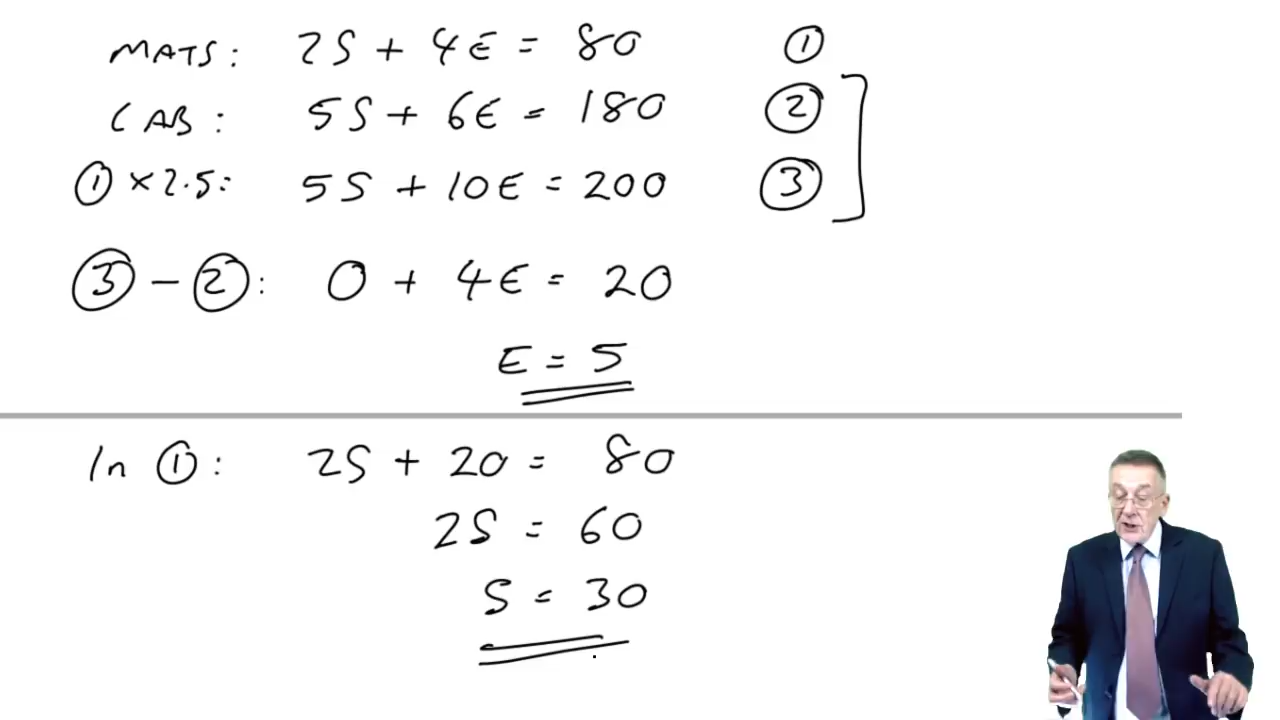 MATS: 2S + 4E = 80 ①
LAB: 5S + 6E = 180 ②
① × 2.5: 5S + 10E = 200 ③
③ - ②: 0 + 4E = 20
E = 5
In ①: 2S + 20 = 80
2S = 60
S = 30